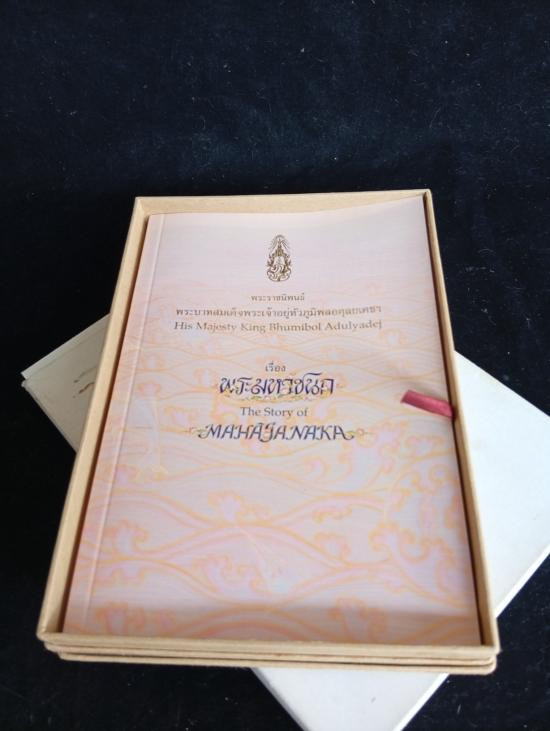 พระราชนิพนธ์
พระบาทสมเด็จพระเจ้าอยู่หัวภูมิพลอดุลยเดชฯ
His Majesty King Bhumibol Adulyadej
เรื่อง
พระมหาชนก
The Story of
MAHĀJANAKA